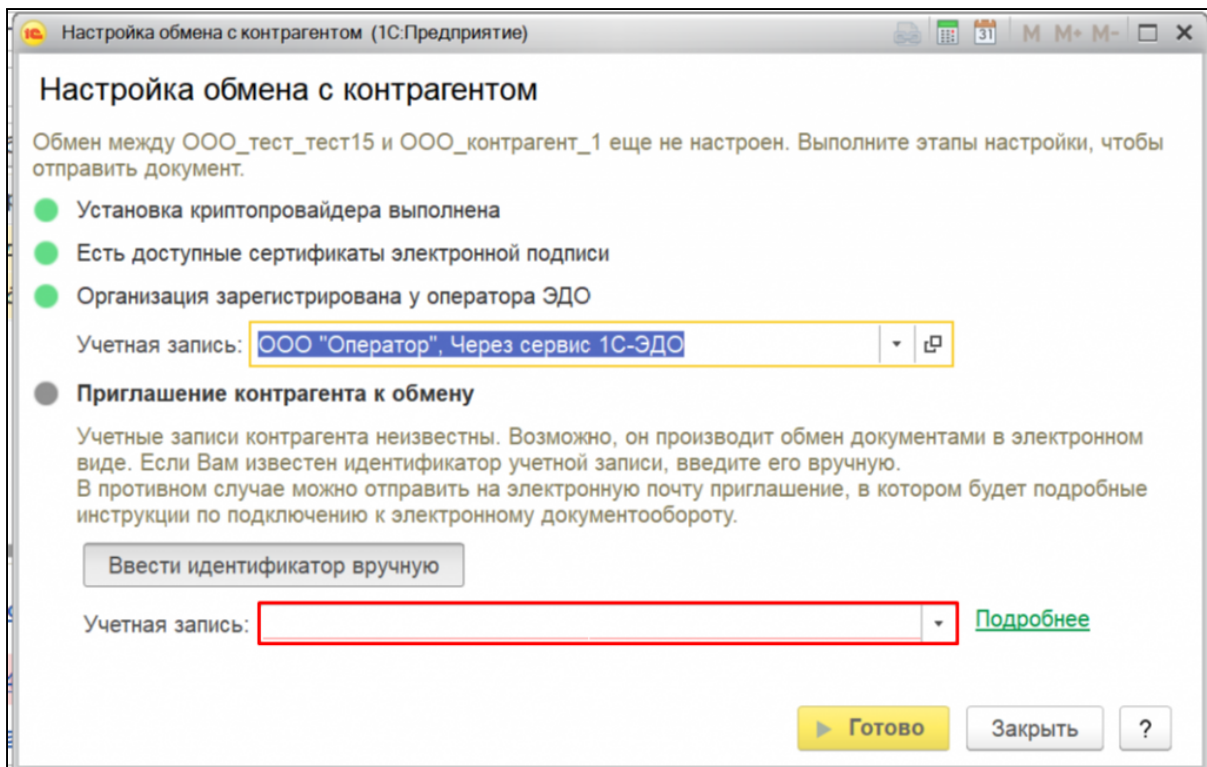 1С Настройка обмена с контрагентом (1С:Предприятие) 31 M M+ M-
Настройка обмена с контрагентом
Обмен между ООО_тест_тест15 и ООО_контрагент_1 еще не настроен. Выполните этапы настройки, чтобы
отправить документ.
Установка криптопровайдера выполнена
Есть доступные сертификаты электронной подписи
Организация зарегистрирована у оператора ЭДО
Учетная запись: ООО "Оператор", Через сервис 1С-ЭДО
Приглашение контрагента к обмену
Учетные записи контрагента неизвестны. Возможно, он производит обмен документами в электронном
виде. Если Вам известен идентификатор учетной записи, введите его вручную.
В противном случае можно отправить на электронную почту приглашение, в котором будет подробные
инструкции по подключению к электронному документообороту.
Ввести идентификатор вручную
Учетная запись: Подробнее
Готово Закрыть ?